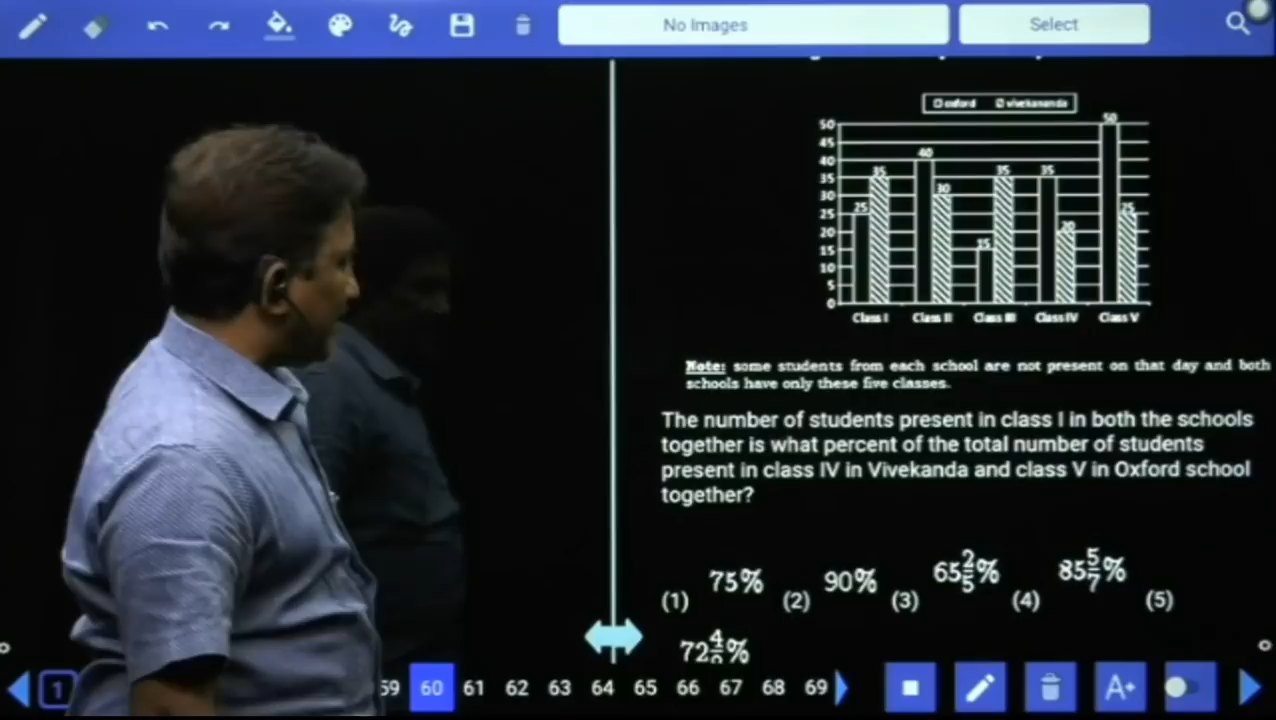 No Images
Select
oxford vivekananda
50
45
40
35
30
25
20
15
10
5
0
25 35 40 30 15 35 35 20 50 25
Class I Class II Class III Class IV Class V
Note: some students from each school are not present on that day and both
schools have only these five classes.
The number of students present in class I in both the schools
together is what percent of the total number of students
present in class IV in Vivekanda and class V in Oxford school
together?
(1) 75% (2) 90% (3) 65 2/5% (4) 85 5/7% (5)
1 59 60 61 62 63 64 65 66 67 68 69 A+